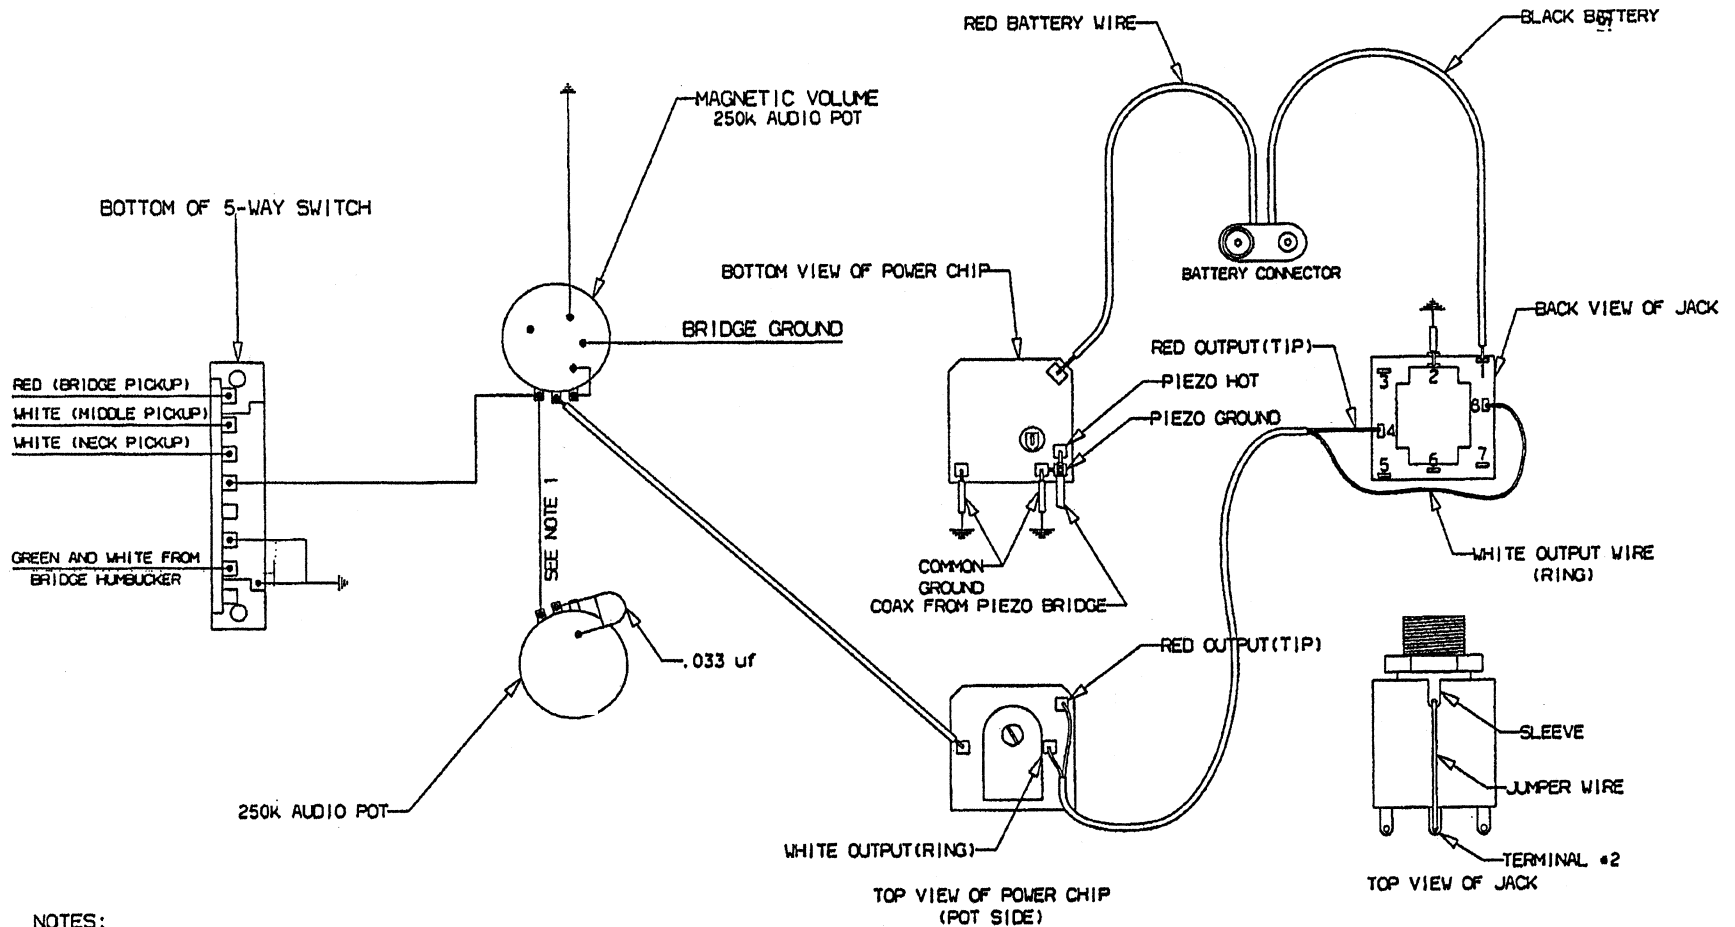 RED BATTERY WIRE
BLACK BATTERY
MAGNETIC VOLUME
250K AUDIO POT
BOTTOM OF 5-WAY SWITCH
BOTTOM VIEW OF POWER CHIP
BATTERY CONNECTOR
BACK VIEW OF JACK
BRIDGE GROUND
RED OUTPUT(TIP)
PIEZO HOT
PIEZO GROUND
RED (BRIDGE PICKUP)
WHITE (MIDDLE PICKUP)
WHITE (NECK PICKUP)
3
2
8
4
5
6
7
SEE NOTE 1
GREEN AND WHITE FROM
BRIDGE HUMBUCKER
COMMON
GROUND
COAX FROM PIEZO BRIDGE
WHITE OUTPUT WIRE
(RING)
.033 uf
RED OUTPUT(TIP)
SLEEVE
JUMPER WIRE
250K AUDIO POT
WHITE OUTPUT(RING)
TERMINAL #2
TOP VIEW OF JACK
TOP VIEW OF POWER CHIP
(POT SIDE)
NOTES: